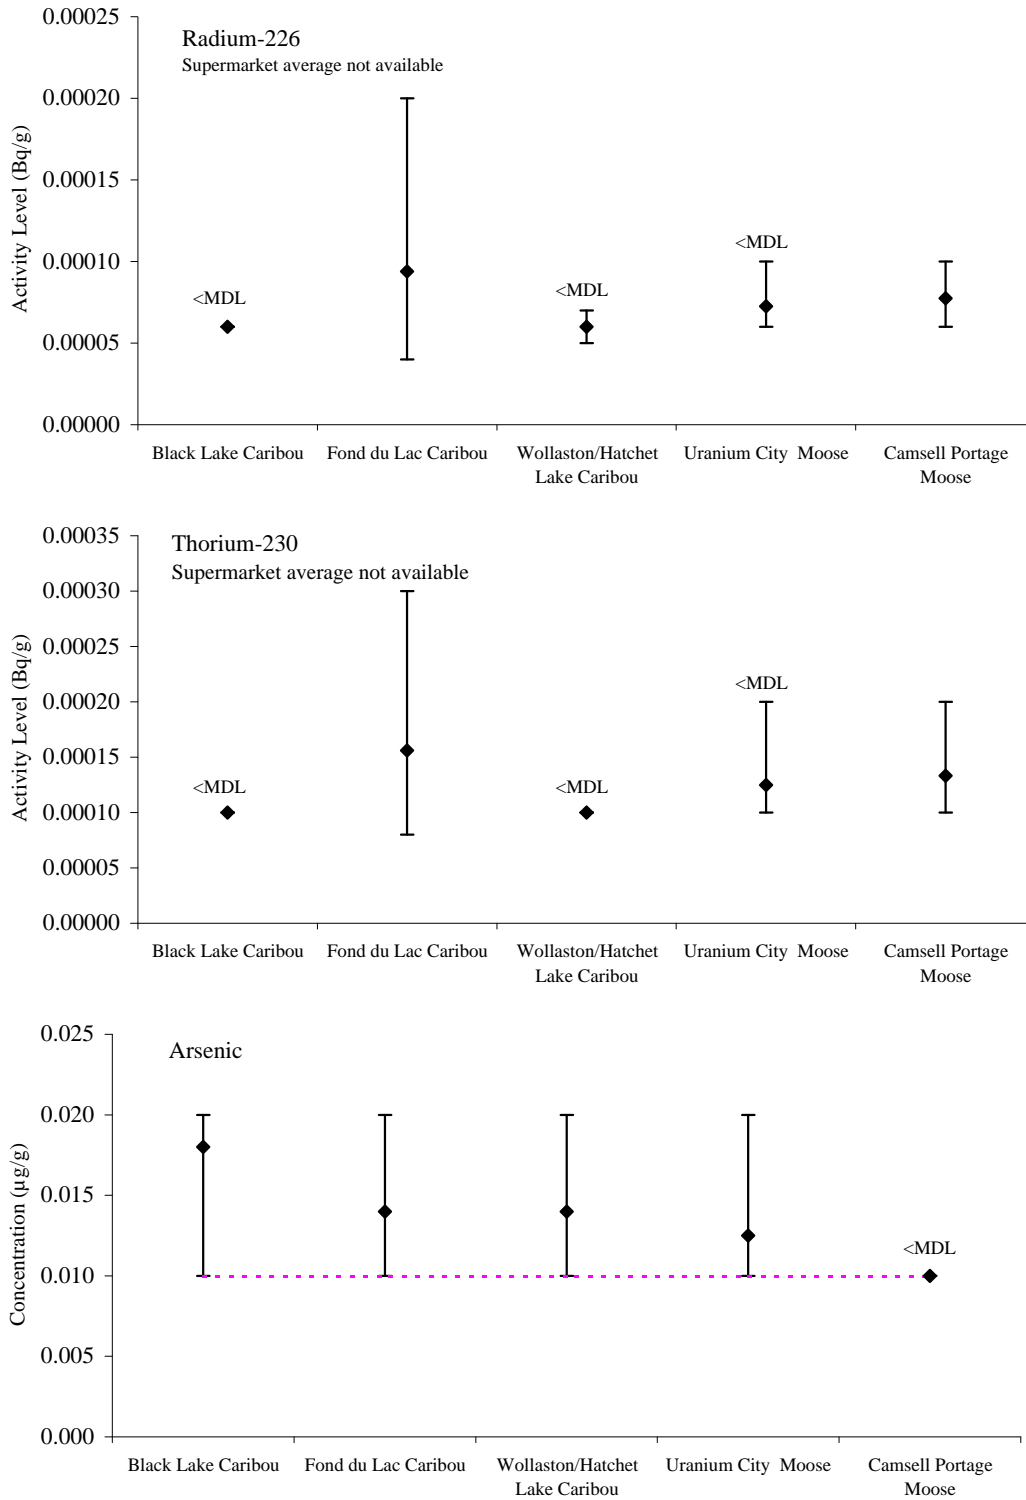 Radium-226
Supermarket average not available
Activity Level (Bq/g)
0.00025
0.00020
0.00015
0.00010
0.00005
0.00000
<MDL
<MDL
<MDL
Black Lake Caribou
Fond du Lac Caribou
Wollaston/Hatchet
Lake Caribou
Uranium City  Moose
Camsell Portage
Moose
Thorium-230
Supermarket average not available
Activity Level (Bq/g)
0.00035
0.00030
0.00025
0.00020
0.00015
0.00010
0.00005
0.00000
<MDL
<MDL
<MDL
Black Lake Caribou
Fond du Lac Caribou
Wollaston/Hatchet
Lake Caribou
Uranium City  Moose
Camsell Portage
Moose
Arsenic
Concentration (µg/g)
0.025
0.020
0.015
0.010
0.005
0.000
<MDL
Black Lake Caribou
Fond du Lac Caribou
Wollaston/Hatchet
Lake Caribou
Uranium City  Moose
Camsell Portage
Moose